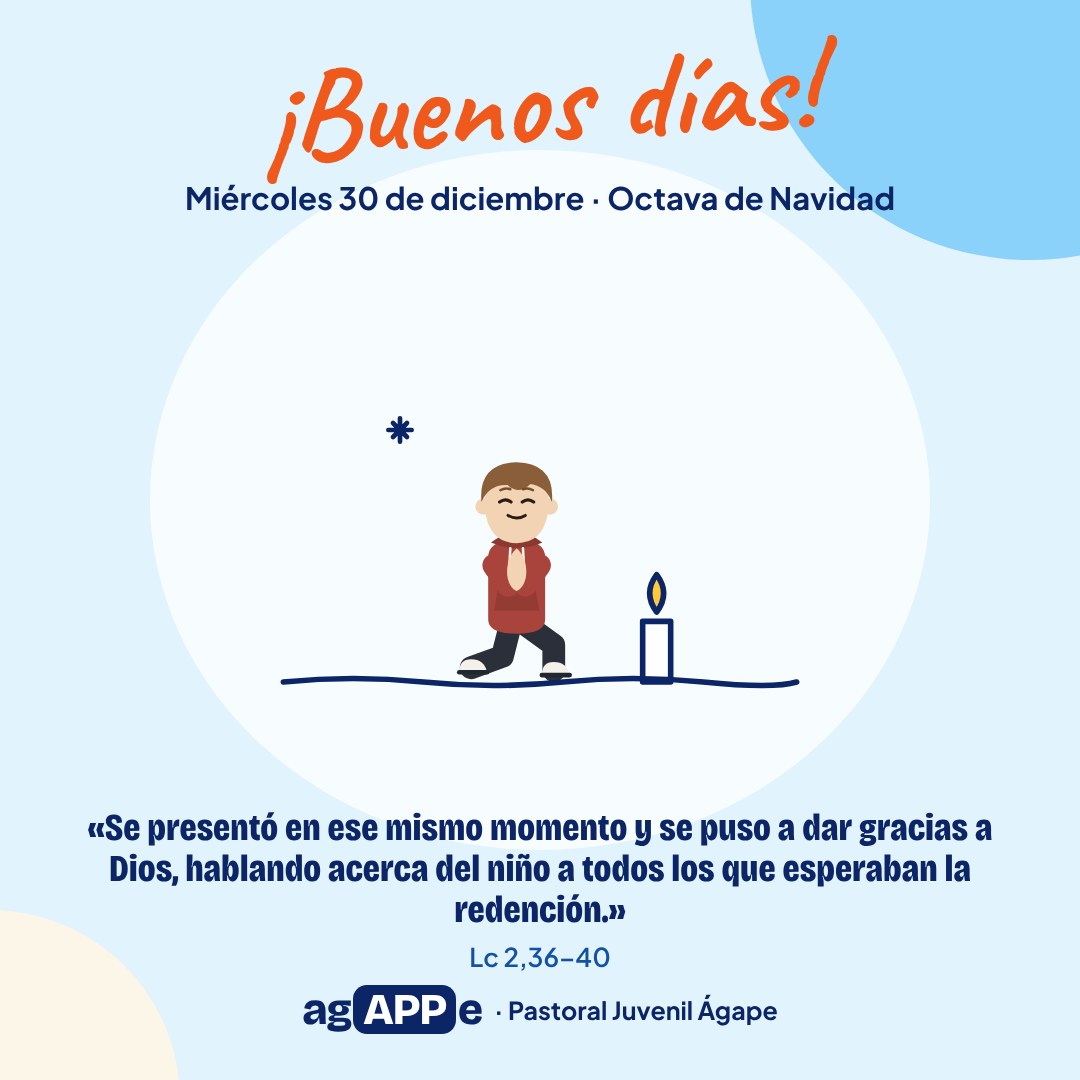 ¡Buenos días!
Miércoles 30 de diciembre · Octava de Navidad
«Se presentó en ese mismo momento y se puso a dar gracias a
Dios, hablando acerca del niño a todos los que esperaban la
redención.»
Lc 2,36–40
agAPPe · Pastoral Juvenil Ágape